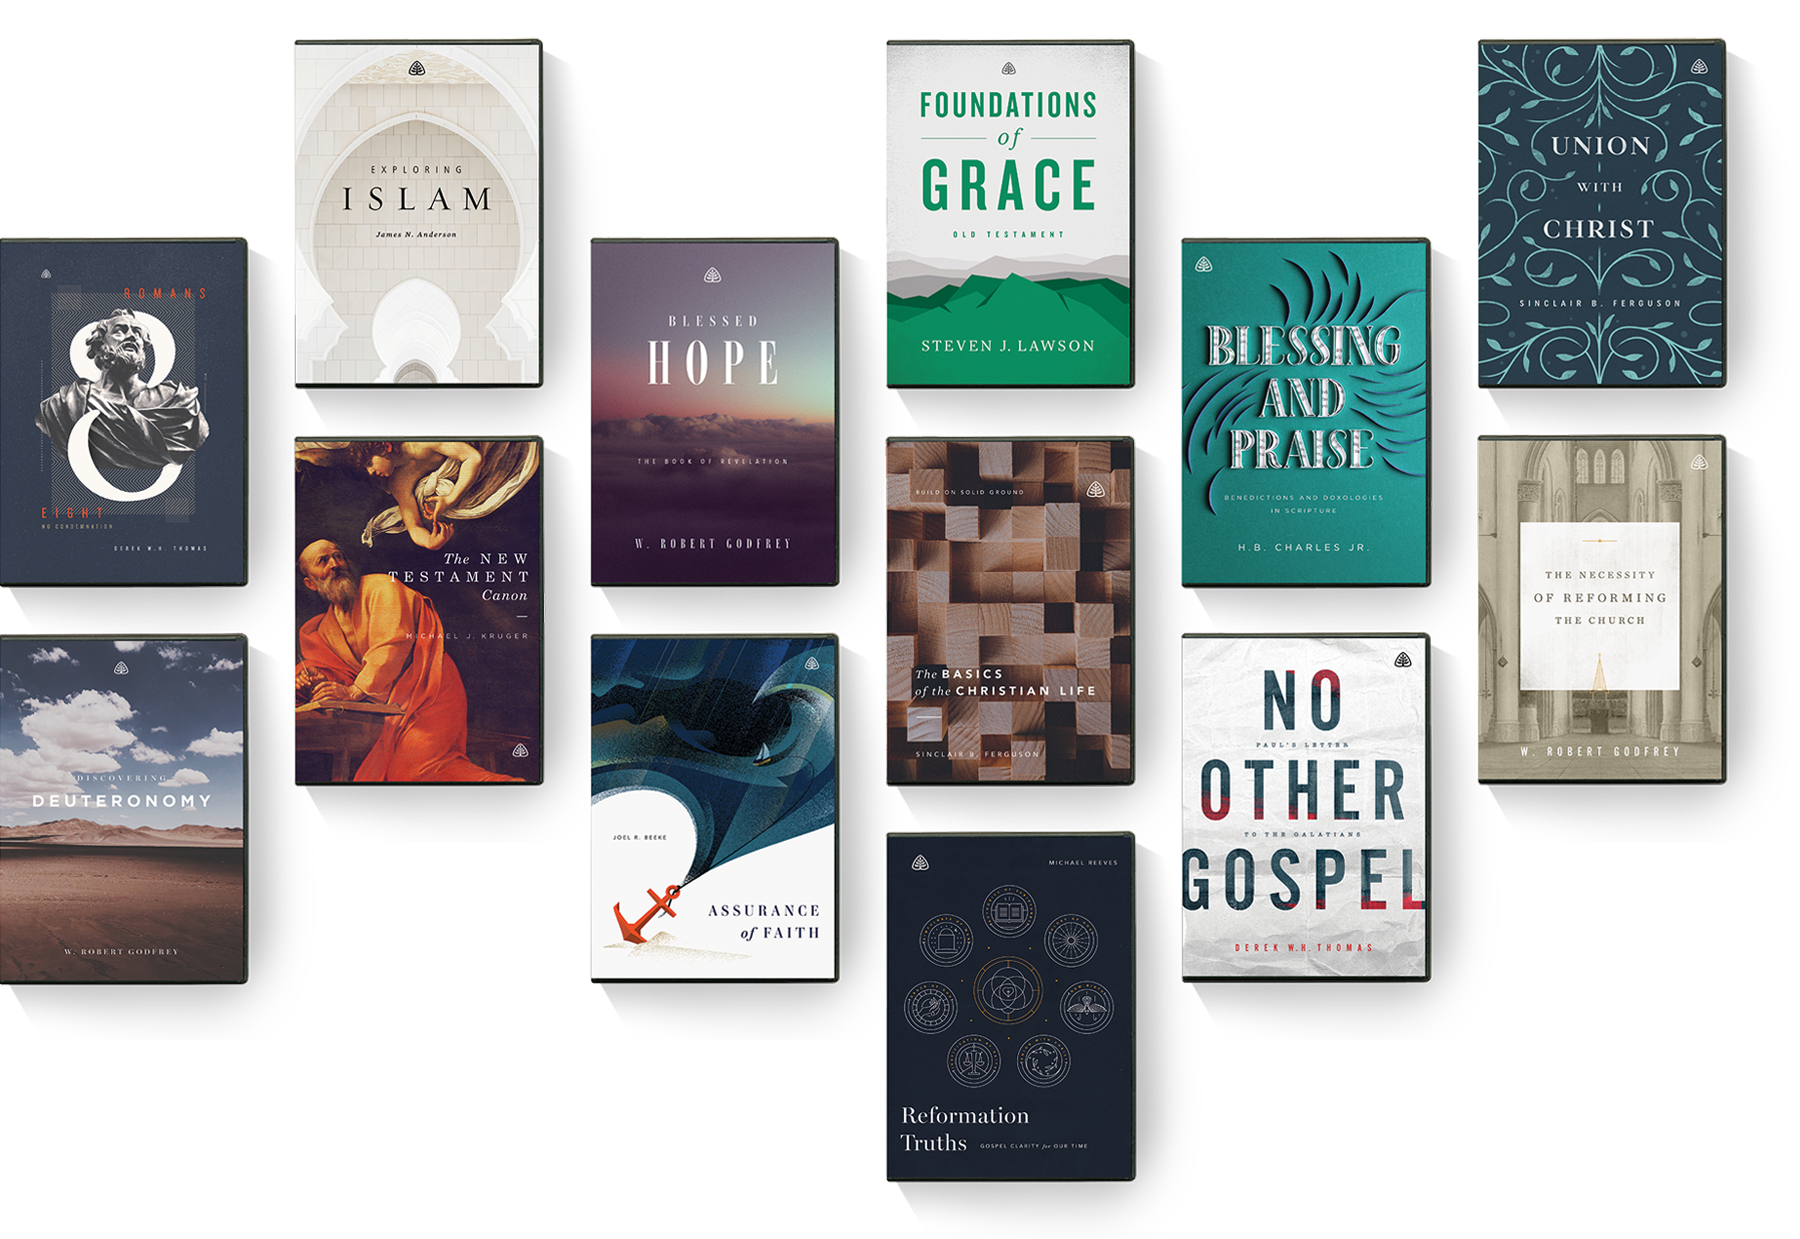 ROMANS
8
EIGHT
NO CONDEMNATION
DEREK W.H. THOMAS
DISCOVERING
DEUTERONOMY
W. ROBERT GODFREY
EXPLORING
ISLAM
James N. Anderson
The NEW
TESTAMENT
Canon
MICHAEL J. KRUGER
BLESSED
HOPE
THE BOOK OF REVELATION
W. ROBERT GODFREY
JOEL R. BEEKE
ASSURANCE
of FAITH
FOUNDATIONS
of
GRACE
OLD TESTAMENT
STEVEN J. LAWSON
BUILD ON SOLID GROUND
The BASICS
of the CHRISTIAN LIFE
SINCLAIR B. FERGUSON
MICHAEL REEVES
Reformation
Truths GOSPEL CLARITY for OUR TIME
BLESSING
AND
PRAISE
BENEDICTIONS AND DOXOLOGIES
IN SCRIPTURE
H.B. CHARLES JR.
NO
PAUL'S LETTER
OTHER
TO THE GALATIANS
GOSPEL
DEREK W.H. THOMAS
UNION
WITH
CHRIST
SINCLAIR B. FERGUSON
THE NECESSITY
OF REFORMING
THE CHURCH
W. ROBERT GODFREY